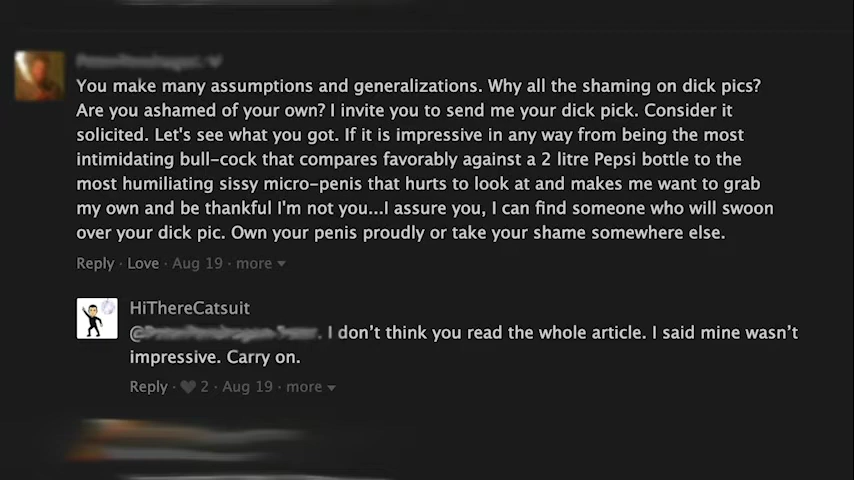 You make many assumptions and generalizations. Why all the shaming on dick pics?
Are you ashamed of your own? I invite you to send me your dick pick. Consider it
solicited. Let's see what you got. If it is impressive in any way from being the most
intimidating bull-cock that compares favorably against a 2 litre Pepsi bottle to the
most humiliating sissy micro-penis that hurts to look at and makes me want to grab
my own and be thankful I'm not you...I assure you, I can find someone who will swoon
over your dick pic. Own your penis proudly or take your shame somewhere else.
Reply · Love · Aug 19 · more
HiThereCatsuit
@ . I don't think you read the whole article. I said mine wasn't
impressive. Carry on.
Reply · 2 · Aug 19 · more